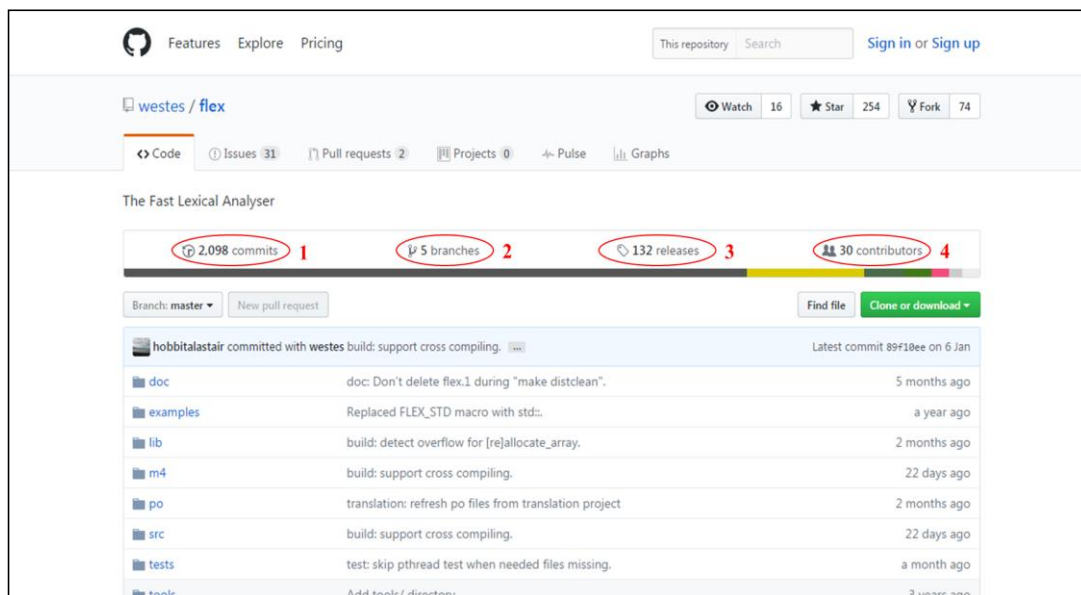 Features Explore Pricing This repository Search Sign in or Sign up
westes / flex Watch 16 Star 254 Fork 74
Code Issues 31 Pull requests 2 Projects 0 Pulse Graphs
The Fast Lexical Analyser
2,098 commits 1 5 branches 2 132 releases 3 30 contributors 4
Branch: master New pull request Find file Clone or download
hobbitalastair committed with westes build: support cross compiling. ... Latest commit 89f10ee on 6 Jan
doc doc: Don't delete flex.1 during "make distclean". 5 months ago
examples Replaced FLEX_STD macro with std::. a year ago
lib build: detect overflow for [re]allocate_array. 2 months ago
m4 build: support cross compiling. 22 days ago
po translation: refresh po files from translation project 2 months ago
src build: support cross compiling. 22 days ago
tests test: skip pthread test when needed files missing. a month ago
tools Add tools/ directory 3 years ago